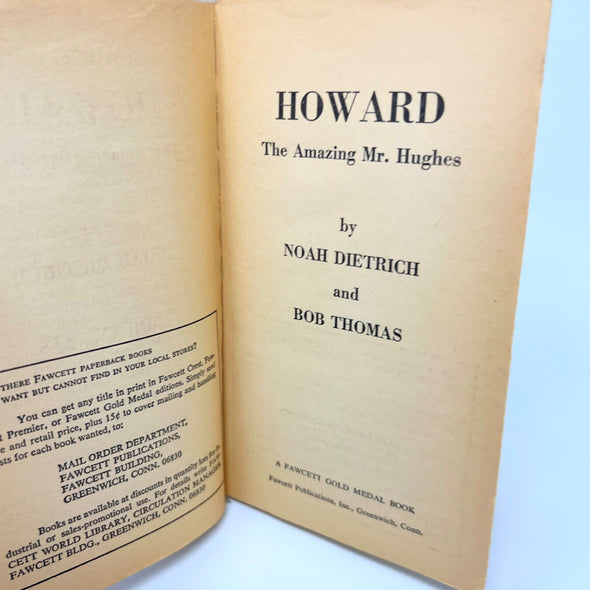 THERE FAWCETT PAPERBACK BOOKS
WANT BUT CANNOT FIND IN YOUR LOCAL STORES?
You can get any title in print in Fawcett Crest, Faw-
t Premier, or Fawcett Gold Medal editions. Simply send
e and retail price, plus 15¢ to cover mailing and handling
sts for each book wanted, to:
MAIL ORDER DEPARTMENT,
FAWCETT PUBLICATIONS,
FAWCETT BUILDING,
GREENWICH, CONN. 06830
Books are available at discounts in quantity lots for in-
dustrial or sales-promotional use. For details write FAW-
CETT WORLD LIBRARY, CIRCULATION MANAGER,
FAWCETT BLDG., GREENWICH, CONN. 06830
HOWARD
The Amazing Mr. Hughes
by
NOAH DIETRICH
and
BOB THOMAS
A FAWCETT GOLD MEDAL BOOK
Fawcett Publications, Inc., Greenwich, Conn.